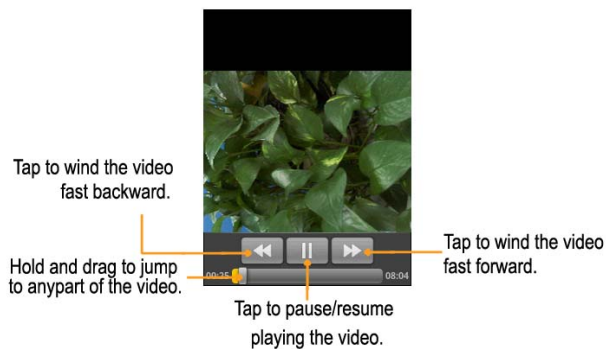 Tap to wind the video
fast backward.
Hold and drag to jump
to anypart of the video.
00:25
08:04
Tap to wind the video
fast forward.
Tap to pause/resume
playing the video.